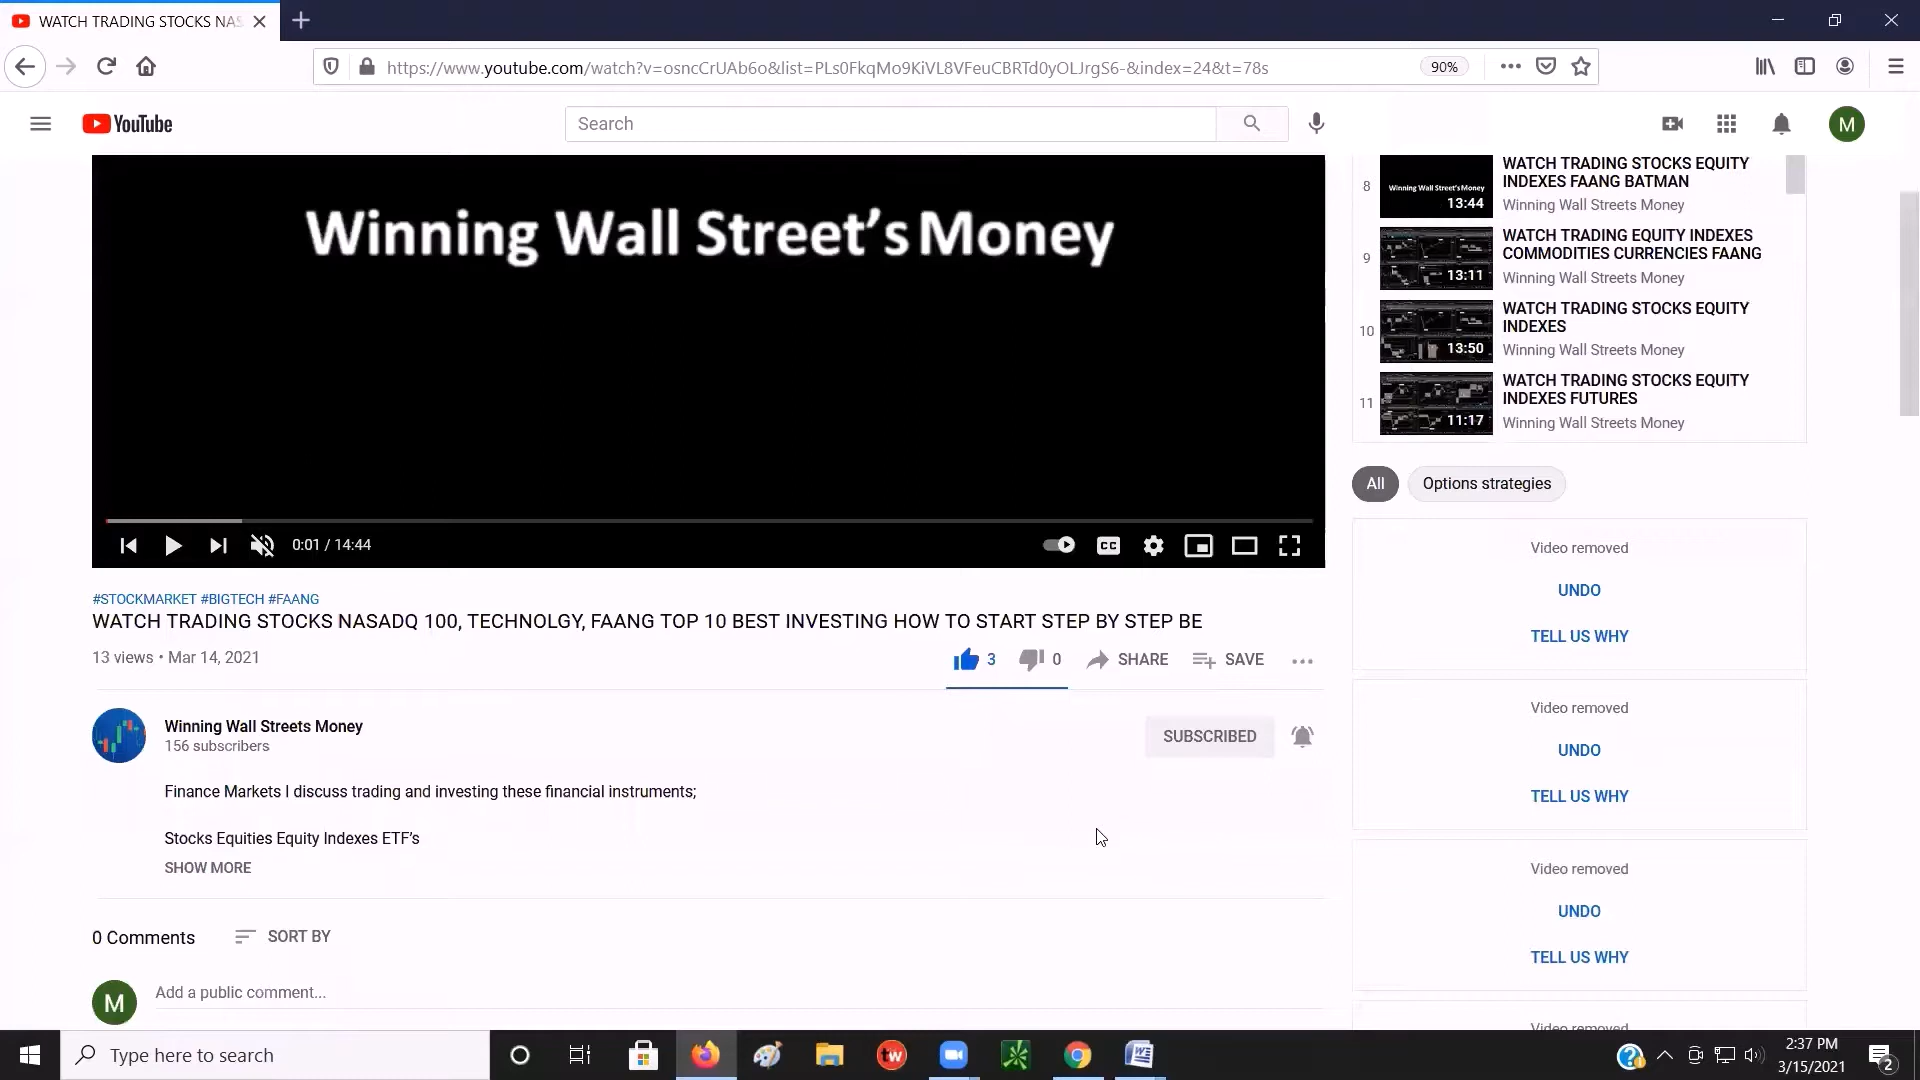 WATCH TRADING STOCKS NAS
https://www.youtube.com/watch?v=osncCrUAb6o&list=PLs0FkqMo9KiVL8VFeuCBRTd0yOLJrgS6-&index=24&t=78s
90%
YouTube
Search
M
Winning Wall Street's Money
0:01 / 14:44
CC
#STOCKMARKET #BIGTECH #FAANG
WATCH TRADING STOCKS NASADQ 100, TECHNOLGY, FAANG TOP 10 BEST INVESTING HOW TO START STEP BY STEP BE
13 views • Mar 14, 2021
3
0
SHARE
SAVE
Winning Wall Streets Money
156 subscribers
SUBSCRIBED
Finance Markets I discuss trading and investing these financial instruments;
Stocks Equities Equity Indexes ETF's
SHOW MORE
0 Comments
SORT BY
M
Add a public comment...
8
Winning Wall Street's Money
13:44
WATCH TRADING STOCKS EQUITY
INDEXES FAANG BATMAN
Winning Wall Streets Money
9
13:11
WATCH TRADING EQUITY INDEXES
COMMODITIES CURRENCIES FAANG
Winning Wall Streets Money
10
13:50
WATCH TRADING STOCKS EQUITY
INDEXES
Winning Wall Streets Money
11
11:17
WATCH TRADING STOCKS EQUITY
INDEXES FUTURES
Winning Wall Streets Money
All
Options strategies
Video removed
UNDO
TELL US WHY
Video removed
UNDO
TELL US WHY
Video removed
UNDO
TELL US WHY
Video removed
Type here to search
tw
2:37 PM
3/15/2021
2